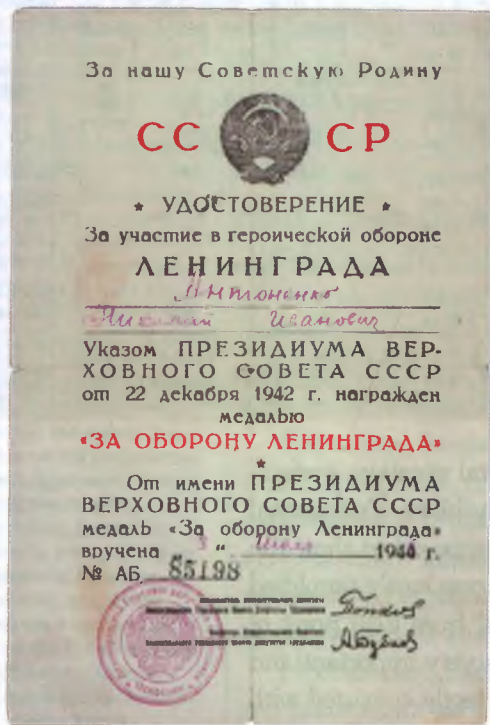 За нашу Советскую Родину
СС СР
★ УДОСТОВЕРЕНИЕ ★
За участие в героической обороне
ЛЕНИНГРАДА
Антоненко
Николай Иванович
Указом ПРЕЗИДИУМА ВЕР-
ХОВНОГО СОВЕТА СССР
от 22 декабря 1942 г. награжден
медалью
«ЗА ОБОРОНУ ЛЕНИНГРАДА»
★
От имени ПРЕЗИДИУМА
ВЕРХОВНОГО СОВЕТА СССР
медаль «За оборону Ленинграда»
вручена „3 “ г.
№ АБ 85198